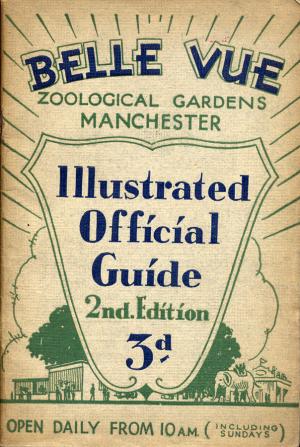 BELLE VUE
ZOOLOGICAL GARDENS
MANCHESTER
Illustrated
Official
Guide
2nd. Edition
3d.
OPEN DAILY FROM 10 A.M. (INCLUDING SUNDAYS)